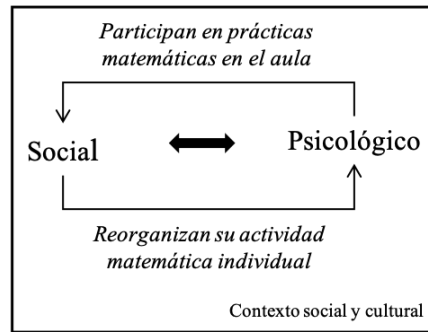 Participan en prácticas
matemáticas en el aula
Social
Psicológico
Reorganizan su actividad
matemática individual
Contexto social y cultural